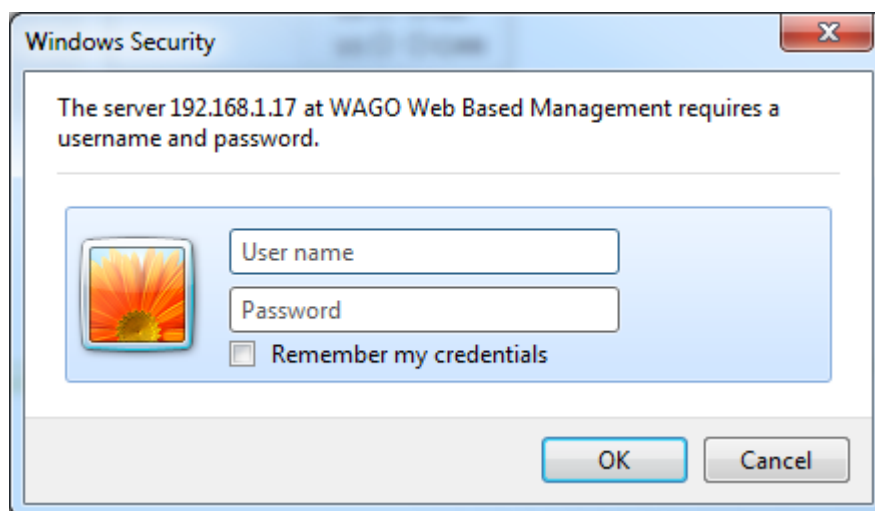 Windows Security
The server 192.168.1.17 at WAGO Web Based Management requires a
username and password.
User name
Password
Remember my credentials
OK
Cancel